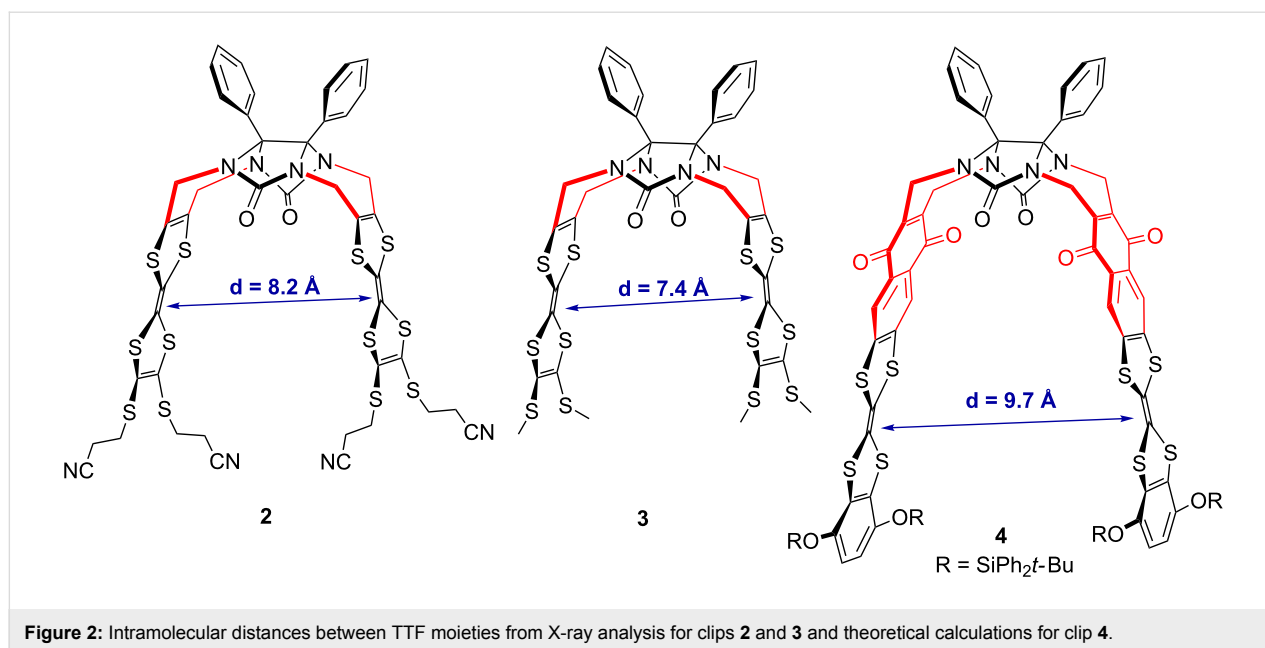 N N N N
O O
S S S S
d = 8.2 Å
S S S S
S S S S
NC CN NC CN
2
N N N N
O O
S S S S
d = 7.4 Å
S S S S
S S S S
3
N N N N
O O
O O O O
S S S S
d = 9.7 Å
S S S S
RO OR RO OR
4
R = SiPh2t-Bu
Figure 2: Intramolecular distances between TTF moieties from X-ray analysis for clips 2 and 3 and theoretical calculations for clip 4.